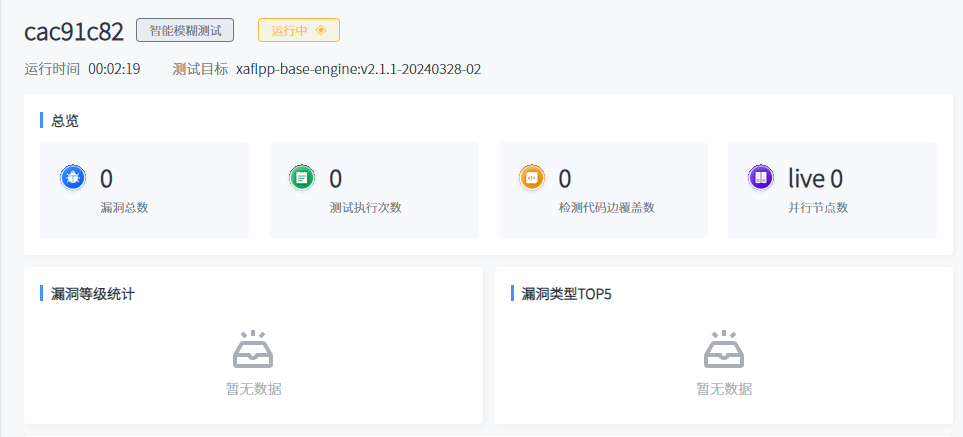 cac91c82 智能模糊测试 运行中
运行时间 00:02:19 测试目标 xaflpp-base-engine:v2.1.1-20240328-02
总览
0 0 0 live 0
漏洞总数 测试执行次数 检测代码边覆盖数 并行节点数
漏洞等级统计 漏洞类型TOP5
暂无数据 暂无数据